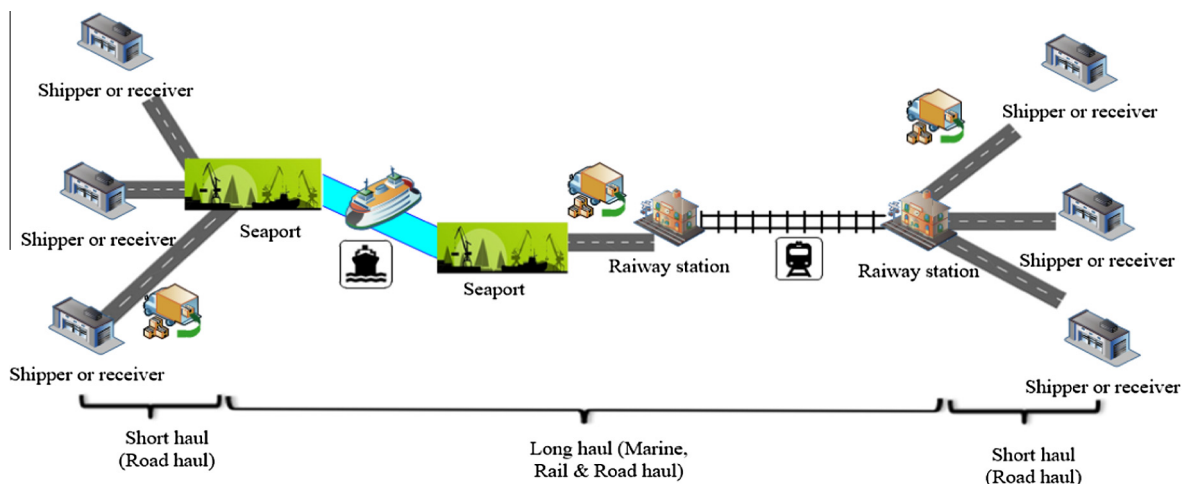 Shipper or receiver
Shipper or receiver
Shipper or receiver
Seaport
Seaport
Raiway station
Raiway station
Shipper or receiver
Shipper or receiver
Shipper or receiver
Short haul
(Road haul)
Long haul (Marine,
Rail & Road haul)
Short haul
(Road haul)